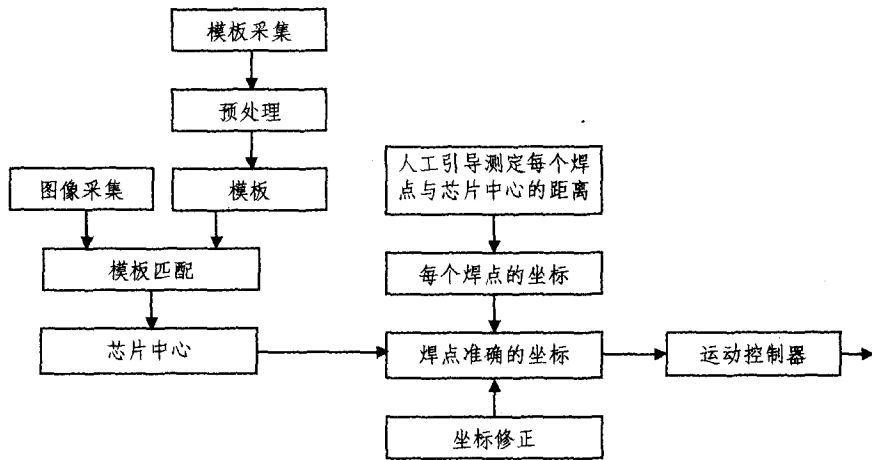 模板采集
预处理
模板
图像采集
模板匹配
芯片中心
人工引导测定每个焊
点与芯片中心的距离
每个焊点的坐标
焊点准确的坐标
坐标修正
运动控制器